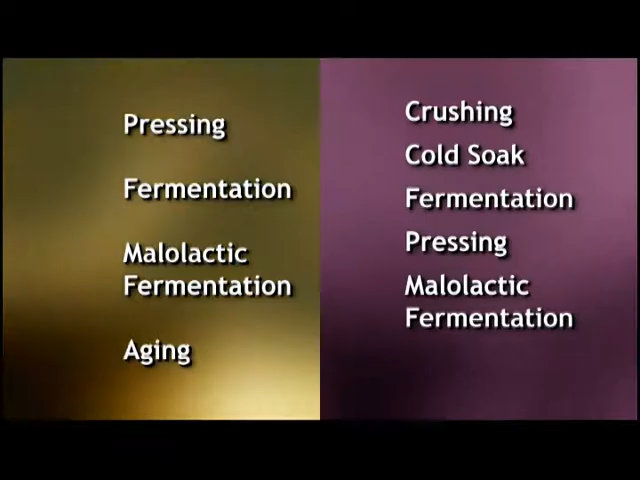 Pressing
Fermentation
Malolactic
Fermentation
Aging
Crushing
Cold Soak
Fermentation
Pressing
Malolactic
Fermentation